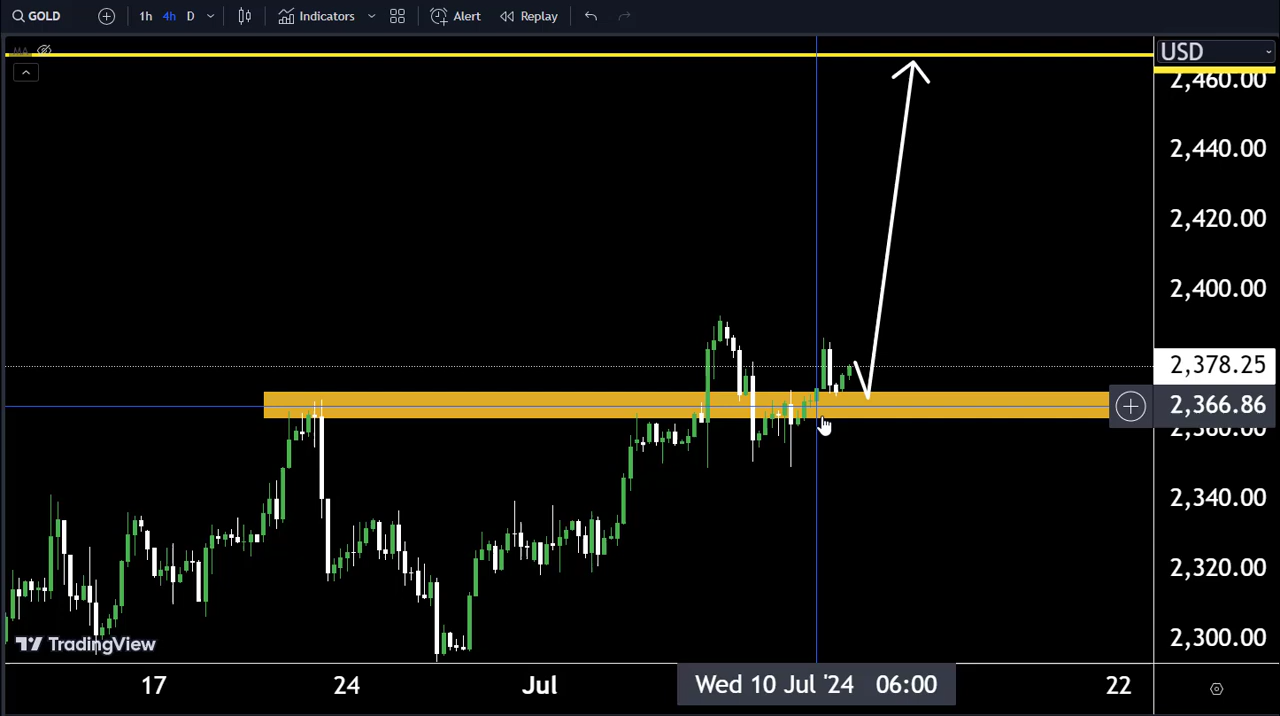 GOLD 1h 4h D Indicators Alert Replay
MA USD
2,460.00
2,440.00
2,420.00
2,400.00
2,378.25
2,366.86
2,360.00
2,340.00
2,320.00
2,300.00
TradingView
17 24 Jul Wed 10 Jul '24 06:00 22